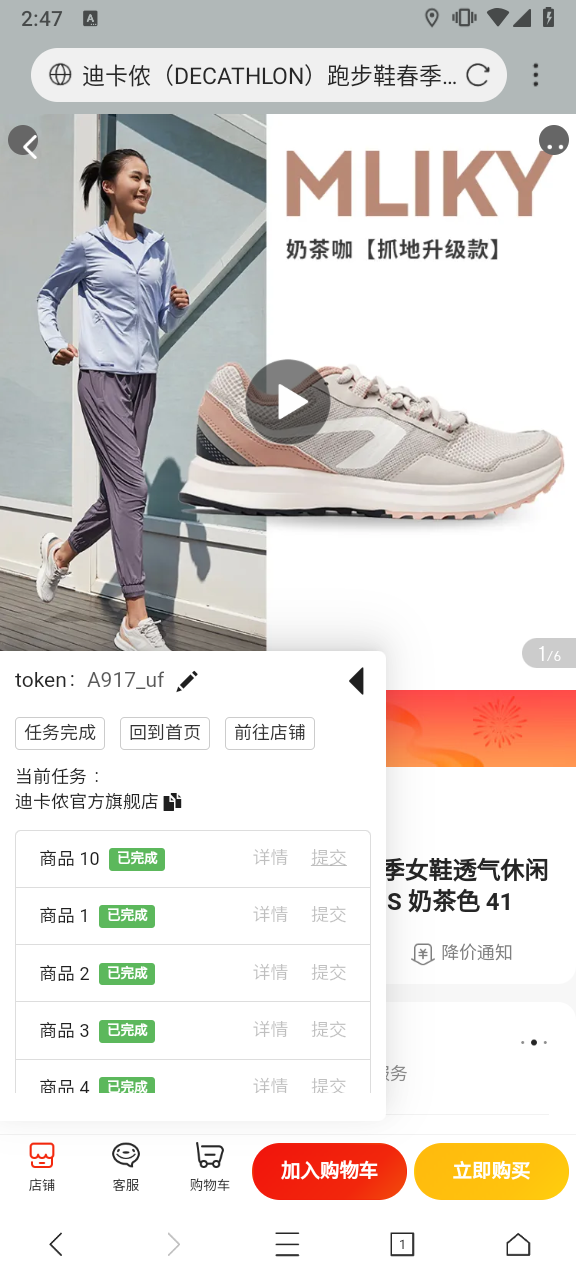 2:47
A
迪卡侬（DECATHLON）跑步鞋春季...
MLIKY
奶茶咖【抓地升级款】
1/6
token： A917_uf
任务完成
回到首页
前往店铺
当前任务：
迪卡侬官方旗舰店
商品 10 已完成 详情 提交
商品 1 已完成 详情 提交
商品 2 已完成 详情 提交
商品 3 已完成 详情 提交
商品 4 已完成 详情 提交
季女鞋透气休闲
S 奶茶色 41
降价通知
服务
店铺
客服
购物车
加入购物车
立即购买
1